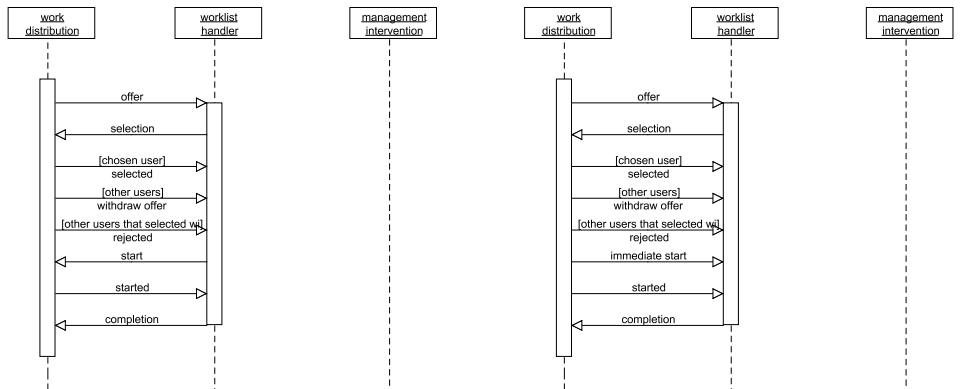 work
distribution
worklist
handler
management
intervention
offer
selection
[chosen user]
selected
[other users]
withdraw offer
[other users that selected wi]
rejected
start
started
completion
work
distribution
worklist
handler
management
intervention
offer
selection
[chosen user]
selected
[other users]
withdraw offer
[other users that selected wi]
rejected
immediate start
started
completion